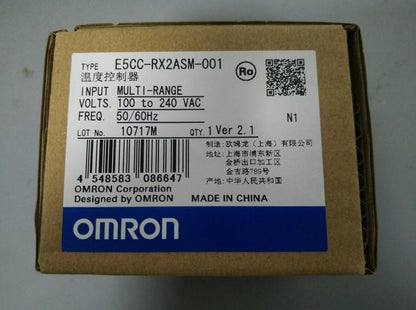 TYPE E5CC-RX2ASM-001
温度控制器
INPUT MULTI-RANGE
VOLTS. 100 to 240 VAC
FREQ. 50/60Hz
N1
LOT No. 10717M QTY. 1 Ver 2.1
Ro
4 548583 086647
制造: 欧姆龙（上海）有限公司
地址: 上海市浦东新区
金桥出口加工区
金吉路789号
产地: 中华人民共和国
OMRON Corporation
Designed by OMRON
MADE IN CHINA
OMRON